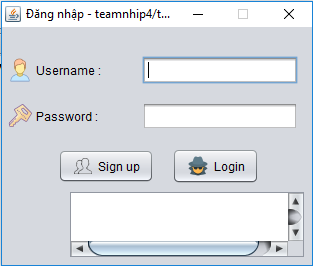 Đăng nhập - teamnhip4/t...
Username :
Password :
Sign up
Login